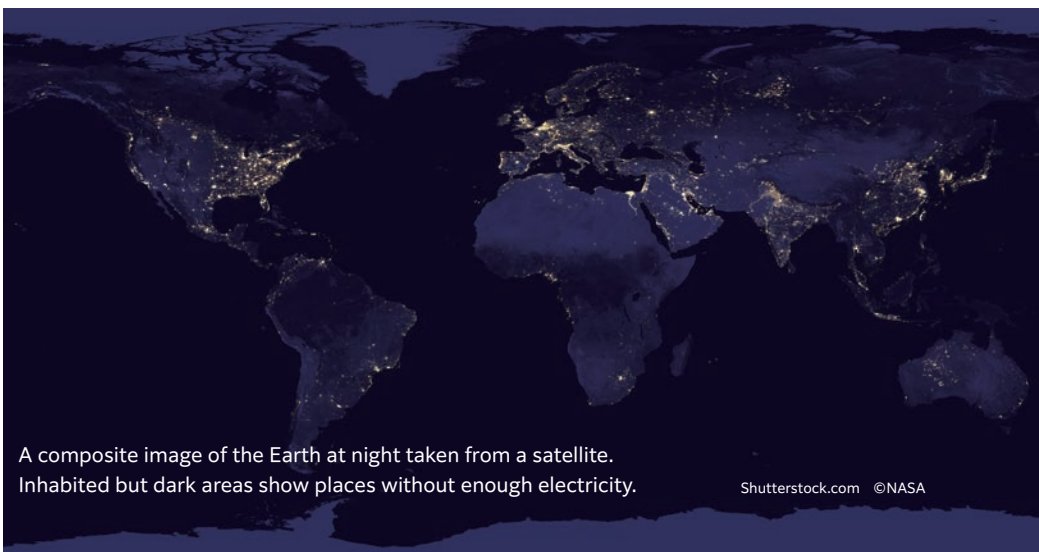 A composite image of the Earth at night taken from a satellite.
Inhabited but dark areas show places without enough electricity.
Shutterstock.com ©NASA